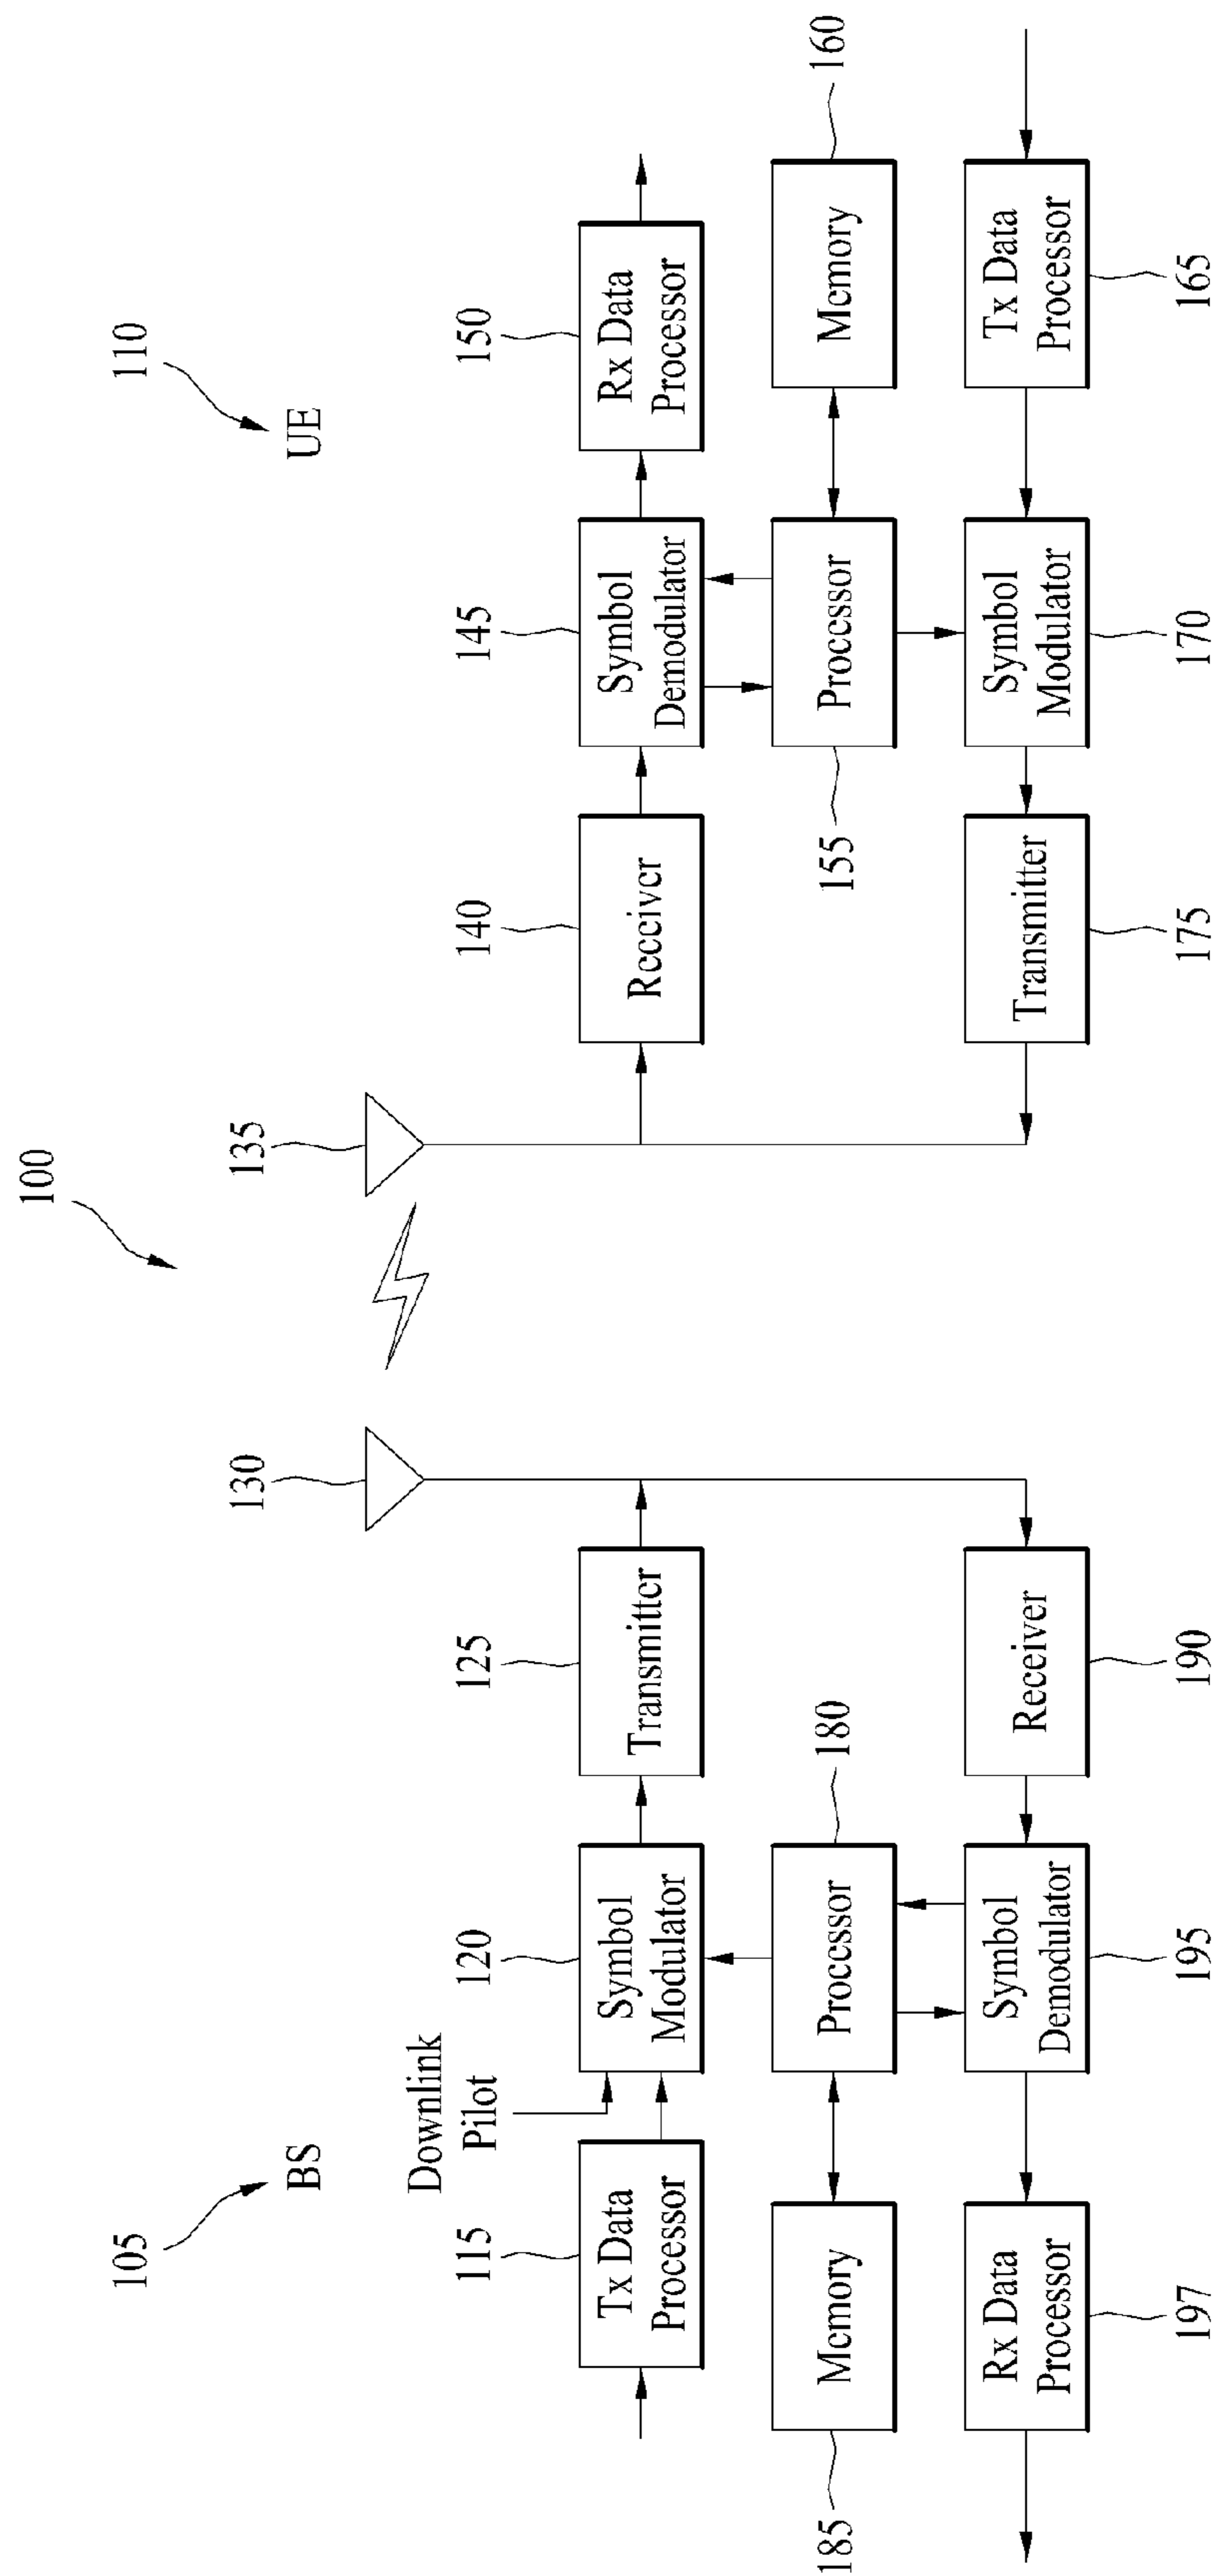 100
105
BS
110
UE
130
135
Downlink
Pilot
115
Tx Data
Processor
120
Symbol
Modulator
125
Transmitter
140
Receiver
145
Symbol
Demodulator
150
Rx Data
Processor
185
Memory
Processor
180
155
Processor
Memory
160
Rx Data
Processor
197
Symbol
Demodulator
195
Receiver
190
Transmitter
175
Symbol
Modulator
170
Tx Data
Processor
165